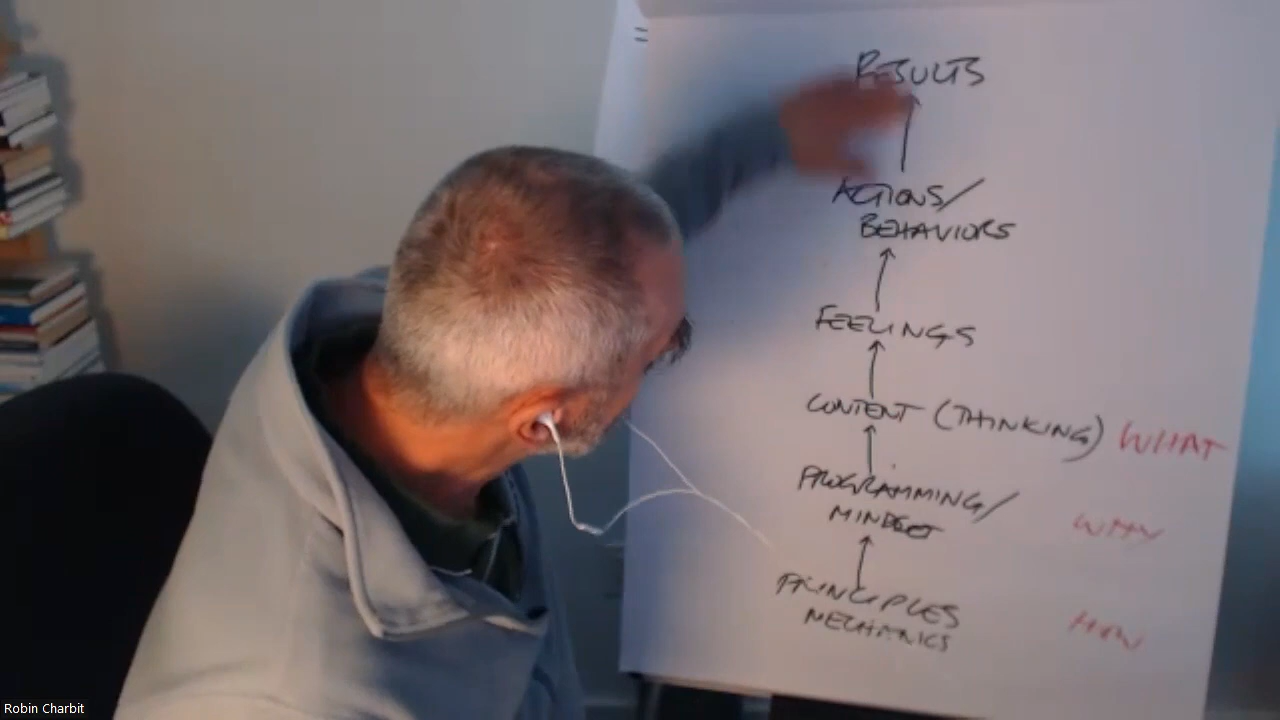 RESULTS
ACTIONS/
BEHAVIORS
FEELINGS
CONTENT (THINKING) WHAT
PROGRAMMING/
MINDSET WHY
PRINCIPLES
MECHANICS HOW
Robin Charbit